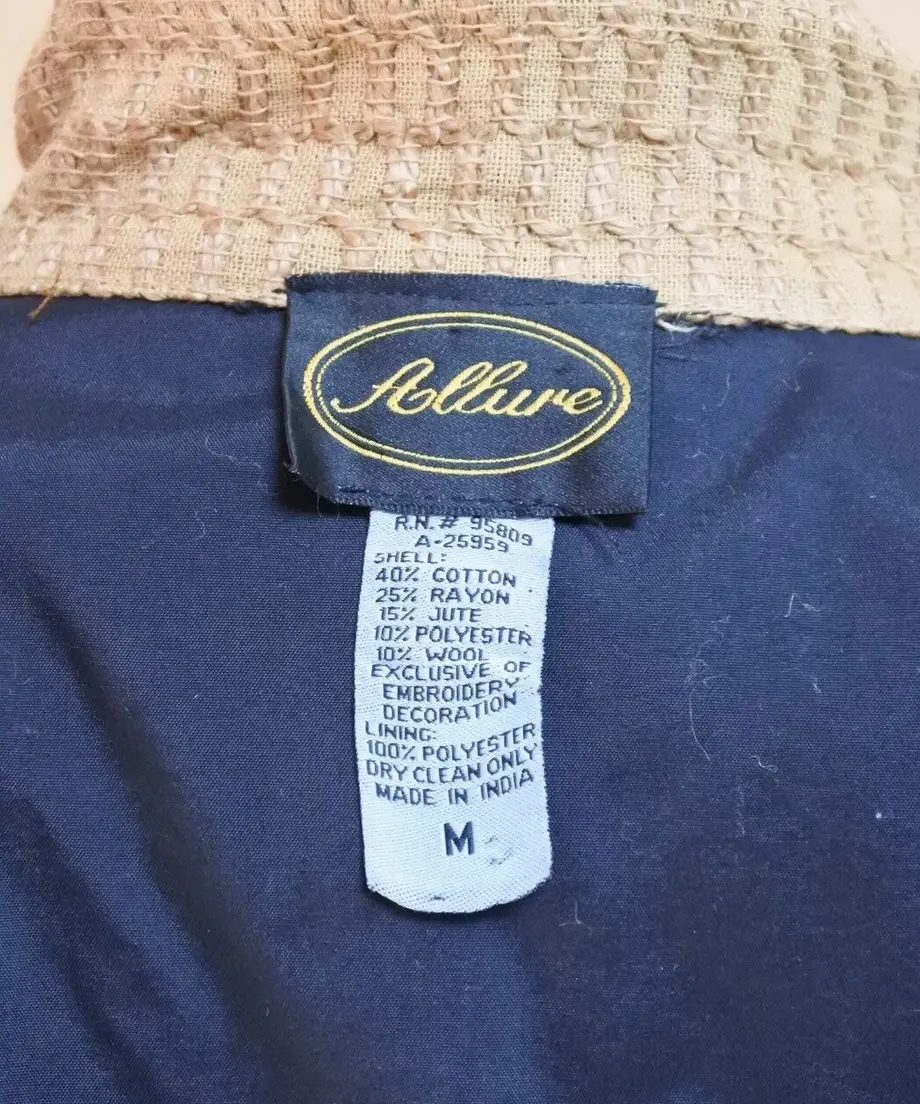 Allure
R.N.# 95809
A-25959
SHELL:
40% COTTON
25% RAYON
15% JUTE
10% POLYESTER
10% WOOL
EXCLUSIVE OF
EMBROIDERY
DECORATION
LINING:
100% POLYESTER
DRY CLEAN ONLY
MADE IN INDIA
M